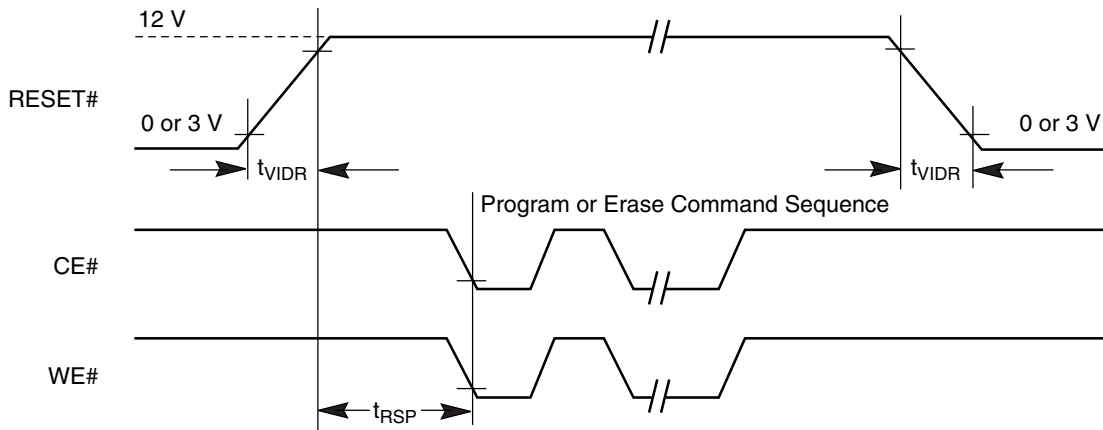 12 V
RESET#
0 or 3 V
0 or 3 V
tVIDR
tVIDR
Program or Erase Command Sequence
CE#
WE#
tRSP